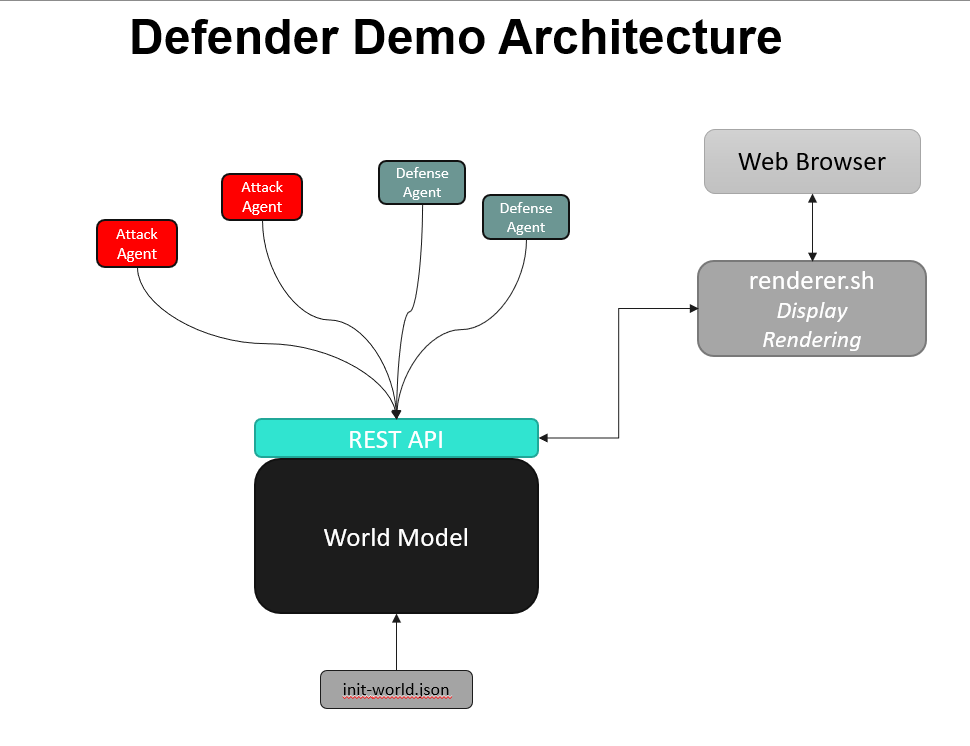 Defender Demo Architecture
Attack
Agent
Attack
Agent
Defense
Agent
Defense
Agent
Web Browser
renderer.sh
Display
Rendering
REST API
World Model
init-world.json